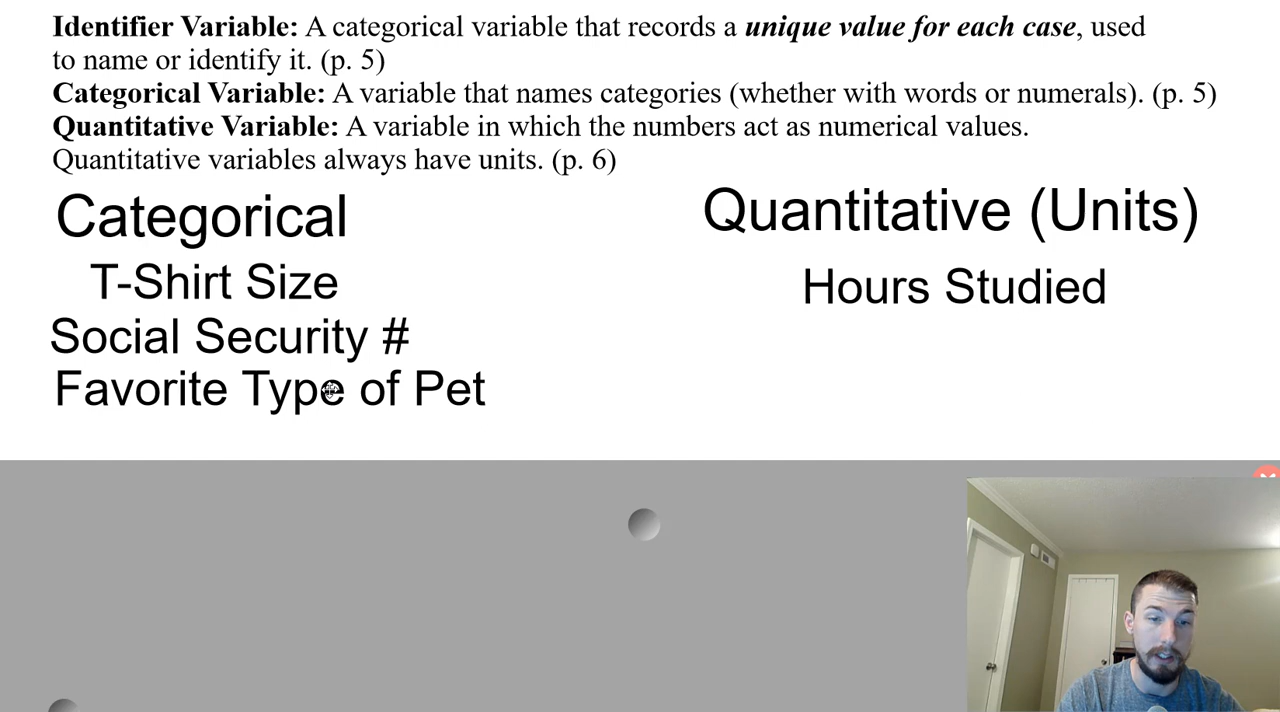 Identifier Variable: A categorical variable that records a unique value for each case, used
to name or identify it. (p. 5)
Categorical Variable: A variable that names categories (whether with words or numerals). (p. 5)
Quantitative Variable: A variable in which the numbers act as numerical values.
Quantitative variables always have units. (p. 6)
Categorical
Quantitative (Units)
T-Shirt Size
Hours Studied
Social Security #
Favorite Type of Pet